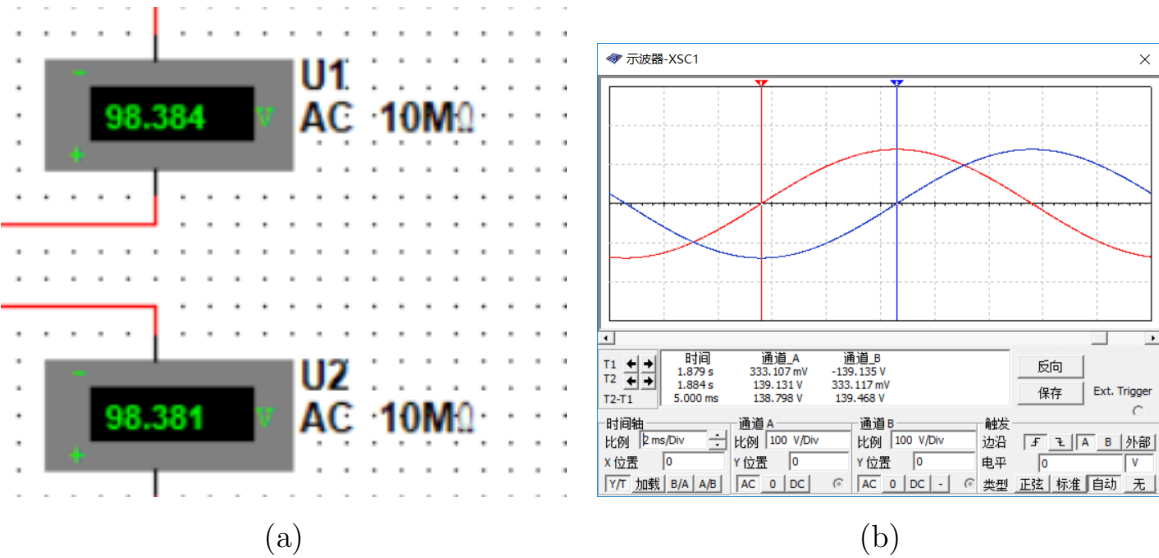 U1
98.384 V AC 10MΩ
U2
98.381 V AC 10MΩ
(a)
示波器-XSC1
时间 通道_A 通道_B
T1 1.879 s 333.107 mV -139.135 V
T2 1.884 s 139.131 V 333.117 mV
T2-T1 5.000 ms 138.798 V 139.468 V
反向
保存
Ext. Trigger
时间轴
比例 2 ms/Div
X 位置 0
Y/T 加载 B/A A/B
通道 A
比例 100 V/Div
Y 位置 0
AC 0 DC
通道 B
比例 100 V/Div
Y 位置 0
AC 0 DC -
触发
边沿 A B 外部
电平 0 V
类型 正弦 标准 自动 无
(b)